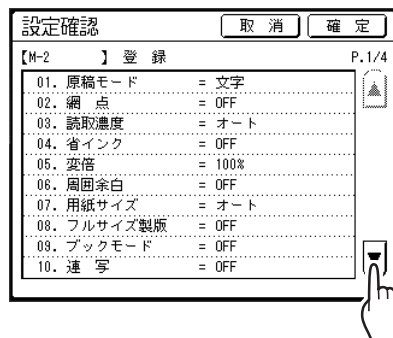 設定確認 取 消 確 定
【M-2 】 登 録 P.1/4
01. 原稿モード = 文字
02. 網 点 = OFF
03. 読取濃度 = オート
04. 省インク = OFF
05. 変倍 = 100%
06. 周囲余白 = OFF
07. 用紙サイズ = オート
08. フルサイズ製版 = OFF
09. ブックモード = OFF
10. 連 写 = OFF